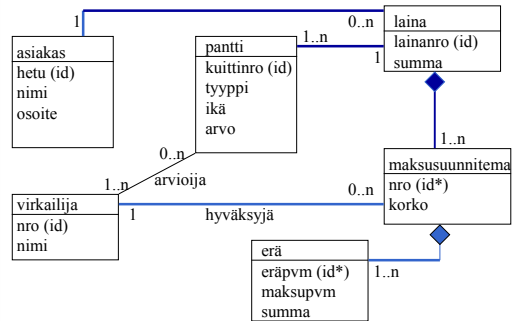 1
0..n
laina
lainanro (id)
summa
asiakas
hetu (id)
nimi
osoite
pantti
kuittinro (id)
tyyppi
ikä
arvo
1..n
1
1..n
0..n
arvioija
1..n
maksusuunnitema
nro (id*)
korko
virkailija
nro (id)
nimi
1
hyväksyjä
0..n
erä
eräpvm (id*)
maksupvm
summa
1..n